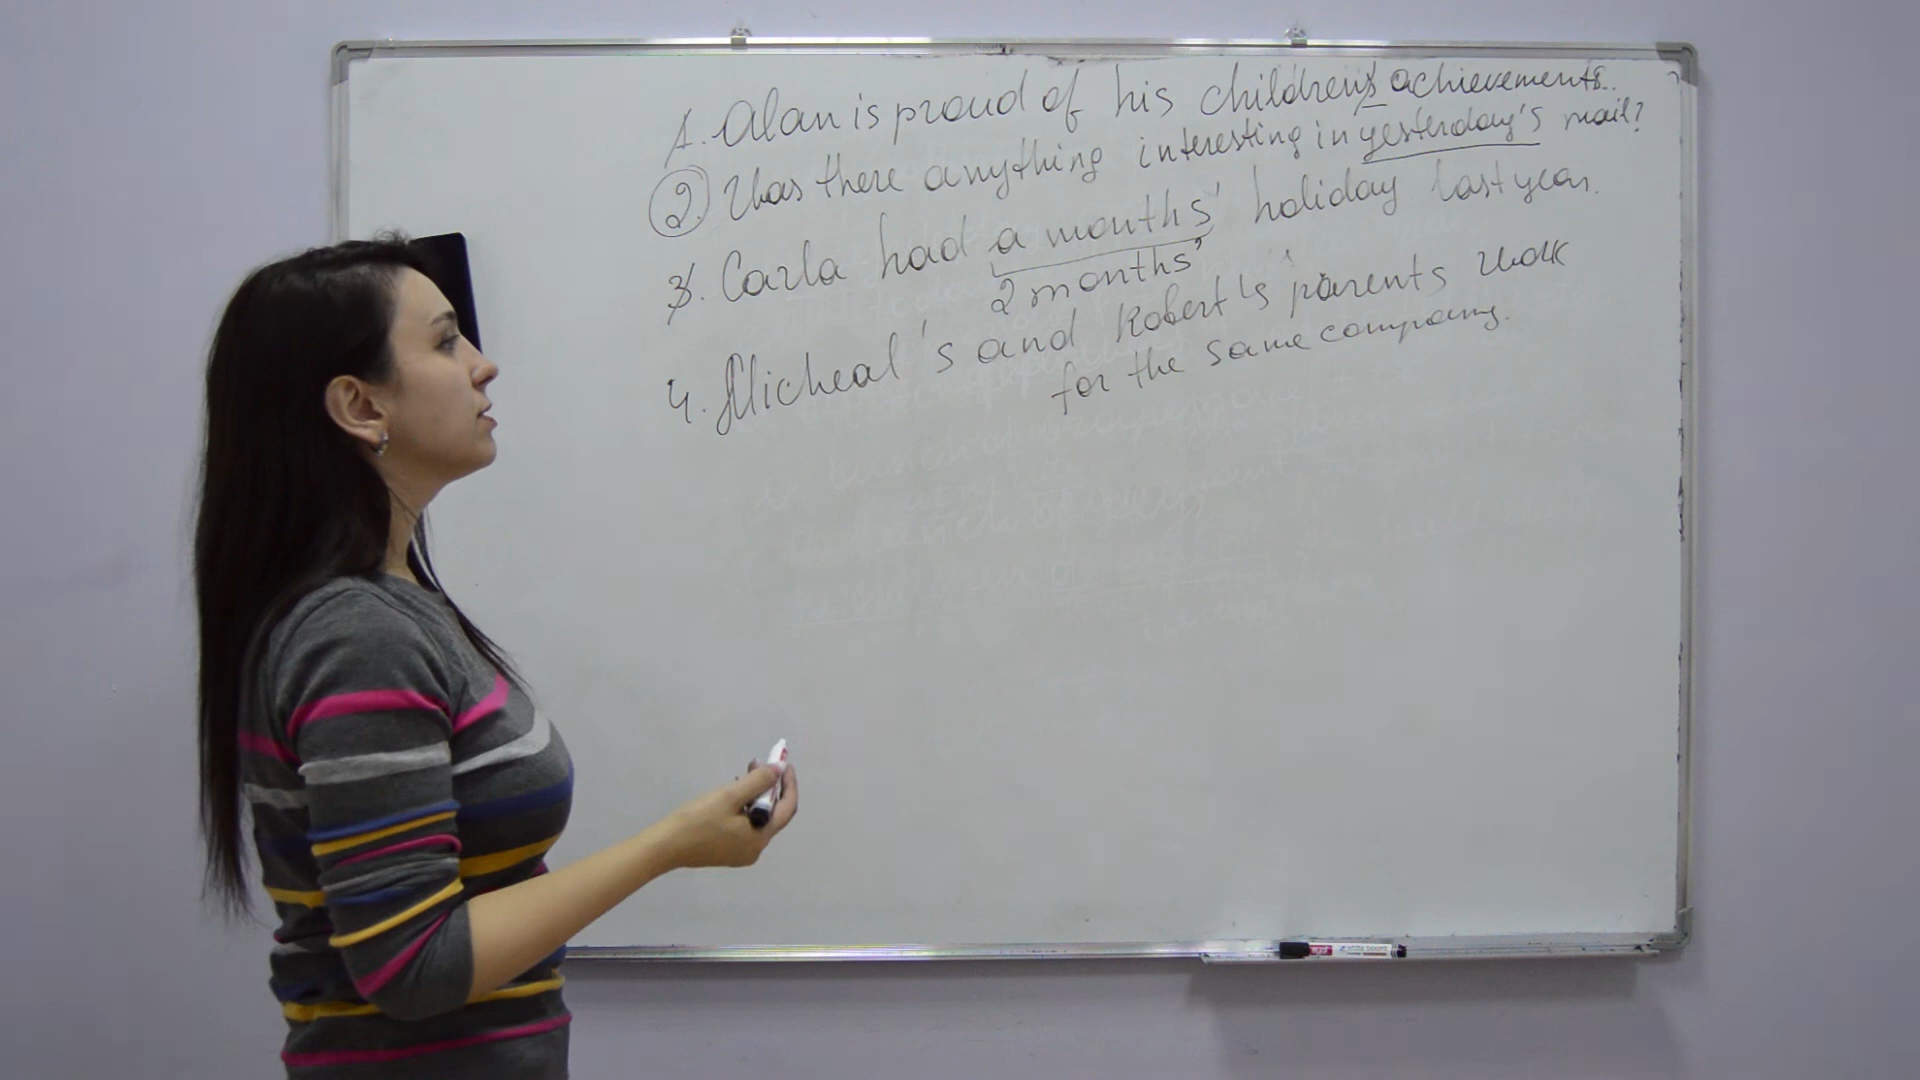 1. Alan is proud of his children's achievements.
2. Was there anything interesting in yesterday's mail?
3. Carla had a months' holiday last year.
2 months'
4. Micheal's and Robert's parents work
for the same company.